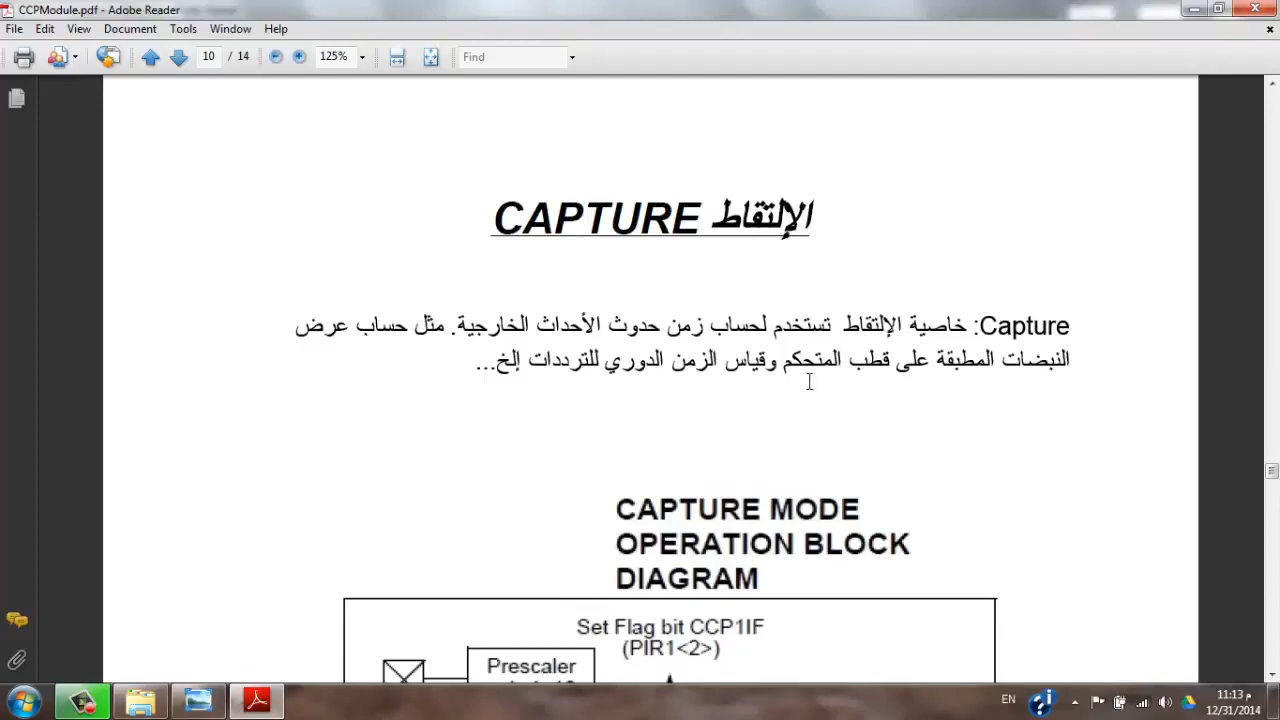 CCPModule.pdf - Adobe Reader
File Edit View Document Tools Window Help
10 / 14 125% Find
CAPTURE الإلتقاط
Capture: خاصية الإلتقاط تستخدم لحساب زمن حدوث الأحداث الخارجية. مثل حساب عرض
النبضات المطبقة على قطب المتحكم وقياس الزمن الدوري للترددات إلخ...
CAPTURE MODE
OPERATION BLOCK
DIAGRAM
Set Flag bit CCP1IF
(PIR1<2>)
Prescaler
EN
11:13 م
12/31/2014